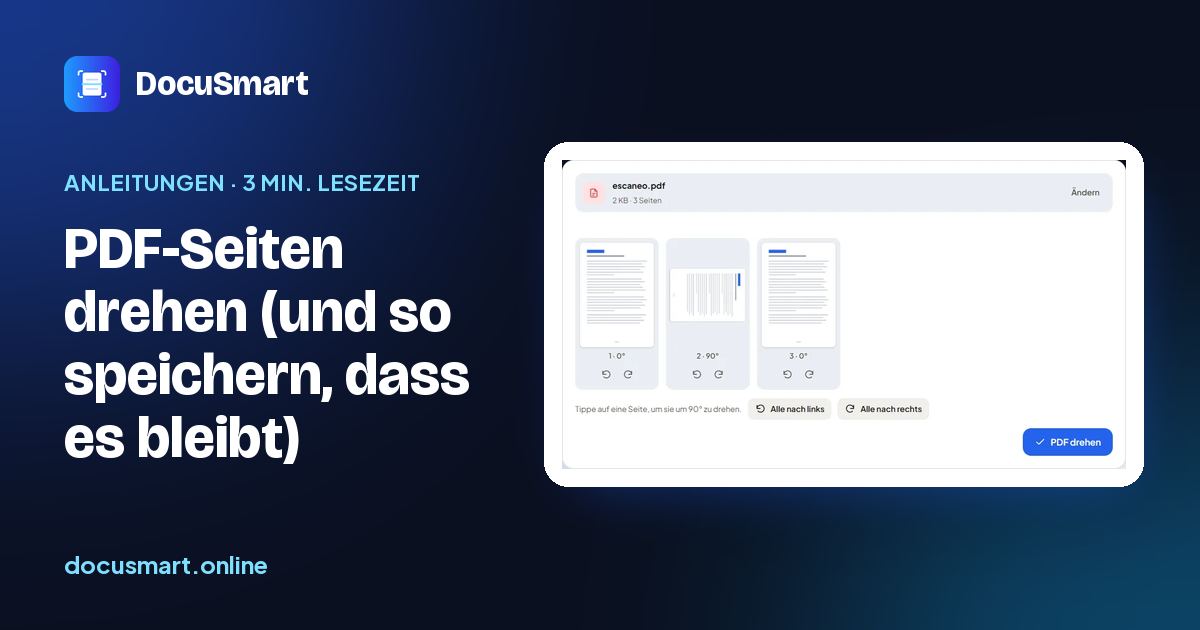 DocuSmart
ANLEITUNGEN · 3 MIN. LESEZEIT
PDF-Seiten
drehen (und so
speichern, dass
es bleibt)
docusmart.online
escaneo.pdf
2 KB · 3 Seiten
Ändern
1 · 0°
2 · 90°
3 · 0°
Tippe auf eine Seite, um sie um 90° zu drehen.
Alle nach links
Alle nach rechts
PDF drehen